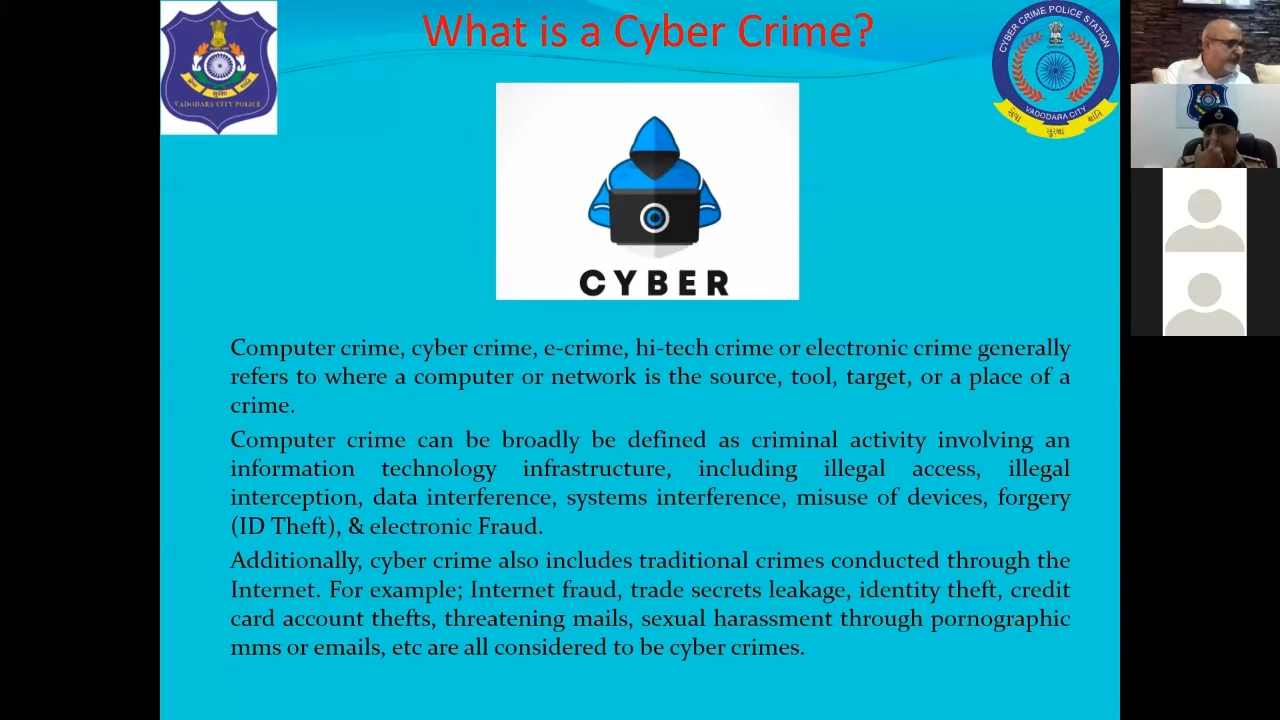 What is a Cyber Crime?
VADODARA CITY POLICE
CYBER CRIME POLICE STATION
VADODARA CITY
સેવા
સુરક્ષા
શાંતિ
CYBER
Computer crime, cyber crime, e-crime, hi-tech crime or electronic crime generally
refers to where a computer or network is the source, tool, target, or a place of a
crime.
Computer crime can be broadly be defined as criminal activity involving an
information technology infrastructure, including illegal access, illegal
interception, data interference, systems interference, misuse of devices, forgery
(ID Theft), & electronic Fraud.
Additionally, cyber crime also includes traditional crimes conducted through the
Internet. For example; Internet fraud, trade secrets leakage, identity theft, credit
card account thefts, threatening mails, sexual harassment through pornographic
mms or emails, etc are all considered to be cyber crimes.